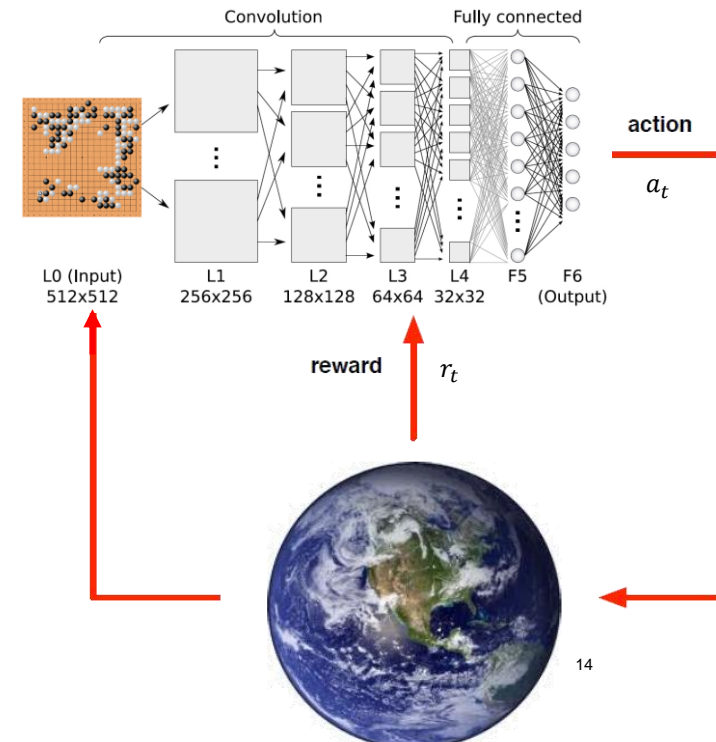 Convolution Fully connected
action
a_t
L0 (Input) L1 L2 L3 L4 F5 F6
512x512 256x256 128x128 64x64 32x32 (Output)
reward r_t
14